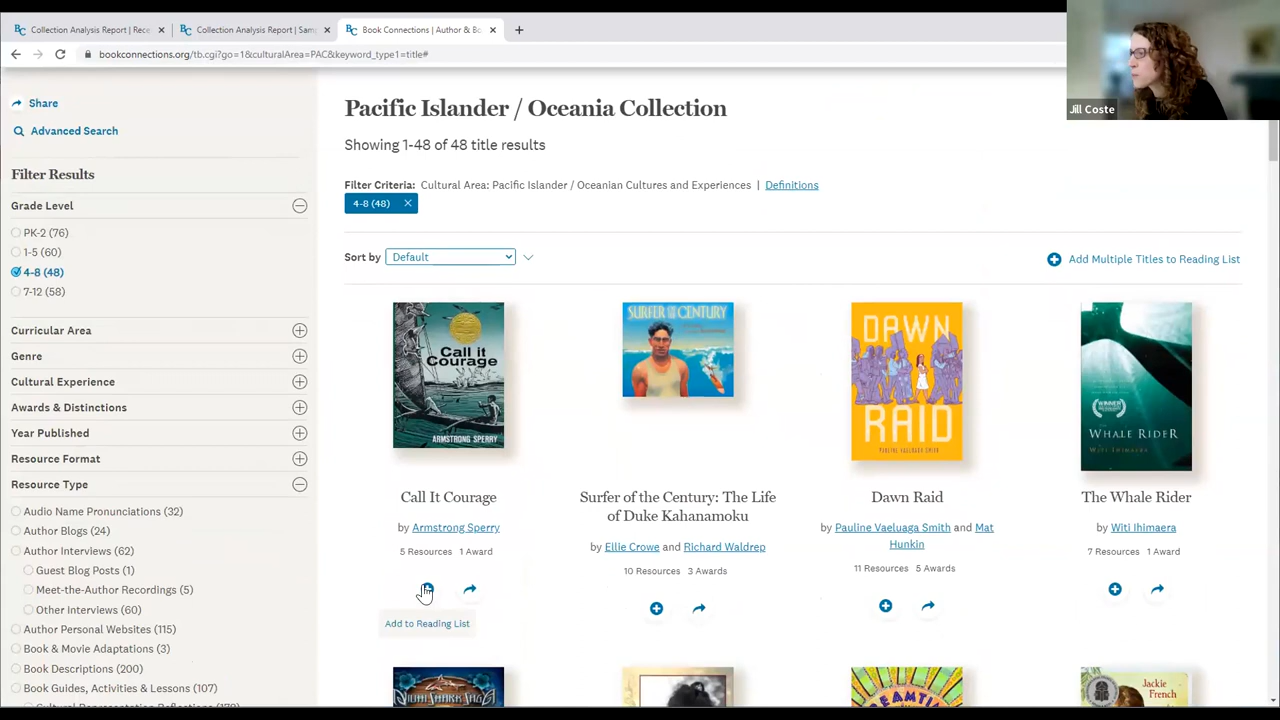 Collection Analysis Report | Rece
Collection Analysis Report | Sam
Book Connections | Author & Bo
bookconnections.org/tb.cgi?go=1&culturalArea=PAC&keyword_type1=title#
Jill Coste
Share
Advanced Search
Filter Results
Grade Level
PK-2 (76)
1-5 (60)
4-8 (48)
7-12 (58)
Curricular Area
Genre
Cultural Experience
Awards & Distinctions
Year Published
Resource Format
Resource Type
Audio Name Pronunciations (32)
Author Blogs (24)
Author Interviews (62)
Guest Blog Posts (1)
Meet-the-Author Recordings (5)
Other Interviews (60)
Author Personal Websites (115)
Book & Movie Adaptations (3)
Book Descriptions (200)
Book Guides, Activities & Lessons (107)
Pacific Islander / Oceania Collection
Showing 1-48 of 48 title results
Filter Criteria: Cultural Area: Pacific Islander / Oceanian Cultures and Experiences | Definitions
4-8 (48) ×
Sort by Default
Add Multiple Titles to Reading List
Call it
Courage
ARMSTRONG SPERRY
SURFER OF THE CENTURY
DAWN
RAID
PAULINE VAELUAGA SMITH
WINNER
THE
WHALE RIDER
WITI IHIMAERA
Call It Courage
by Armstrong Sperry
5 Resources 1 Award
Add to Reading List
Surfer of the Century: The Life
of Duke Kahanamoku
by Ellie Crowe and Richard Waldrep
10 Resources 3 Awards
Dawn Raid
by Pauline Vaeluaga Smith and Mat
Hunkin
11 Resources 5 Awards
The Whale Rider
by Witi Ihimaera
7 Resources 1 Award
Jackie
French